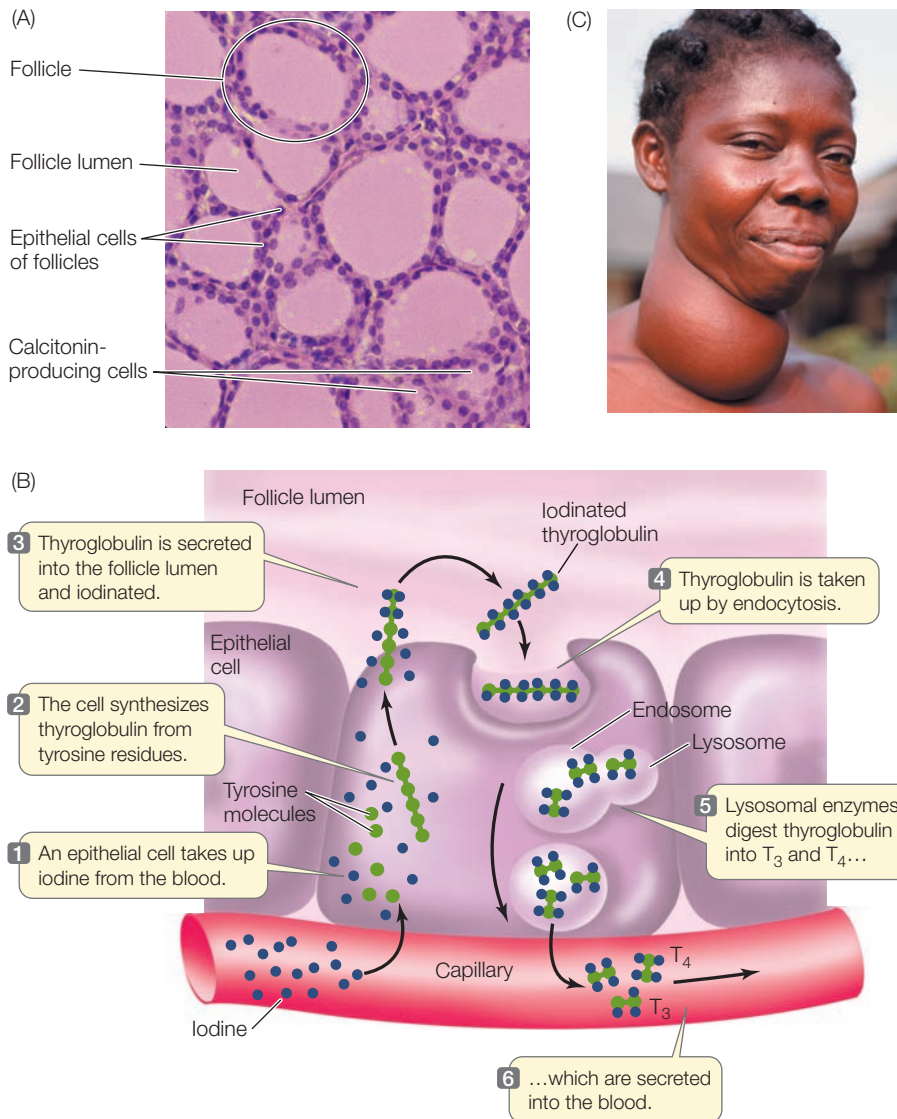 (A)
Follicle
Follicle lumen
Epithelial cells
of follicles
Calcitonin-
producing cells
(C)
(B)
Follicle lumen
Iodinated
thyroglobulin
3 Thyroglobulin is secreted
into the follicle lumen
and iodinated.
4 Thyroglobulin is taken
up by endocytosis.
Epithelial
cell
2 The cell synthesizes
thyroglobulin from
tyrosine residues.
Endosome
Lysosome
Tyrosine
molecules
5 Lysosomal enzymes
digest thyroglobulin
into T3 and T4…
1 An epithelial cell takes up
iodine from the blood.
Capillary
T4
T3
Iodine
6 …which are secreted
into the blood.